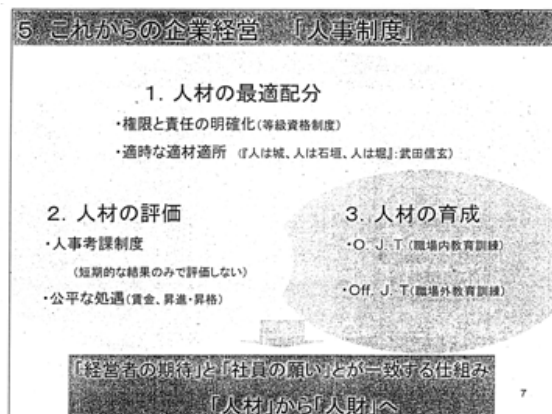 5. これからの企業経営 「人事制度」
1. 人材の最適配分
・権限と責任の明確化(等級資格制度)
・適時な適材適所 (『人は城、人は石垣、人は堀』:武田信玄)
2. 人材の評価
・人事考課制度
(短期的な結果のみで評価しない)
・公平な処遇(賃金、昇進・昇格)
3. 人材の育成
・O. J. T(職場内教育訓練)
・Off. J. T(職場外教育訓練)
「経営者の期待」と「社員の願い」とが一致する仕組み
「人材」から「人財」へ
7